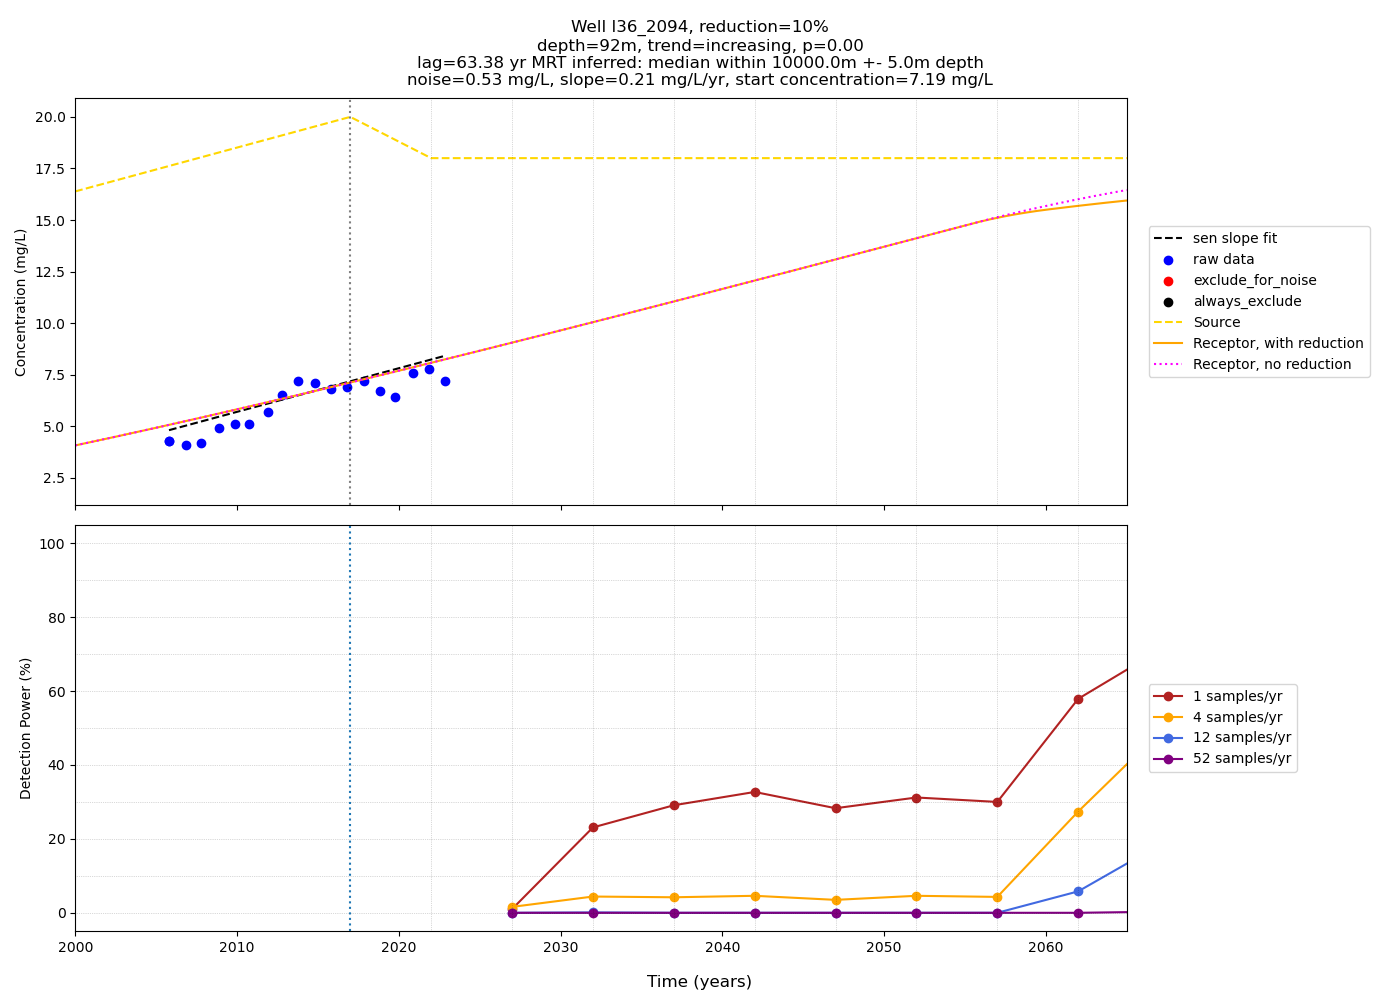 Well l36_2094, reduction=10%
depth=92m, trend=increasing, p=0.00
lag=63.38 yr MRT inferred: median within 10000.0m +- 5.0m depth
noise=0.53 mg/L, slope=0.21 mg/L/yr, start concentration=7.19 mg/L
Concentration (mg/L)
20.0
17.5
15.0
12.5
10.0
7.5
5.0
2.5
sen slope fit
raw data
exclude_for_noise
always_exclude
Source
Receptor, with reduction
Receptor, no reduction
Detection Power (%)
100
80
60
40
20
0
1 samples/yr
4 samples/yr
12 samples/yr
52 samples/yr
2000 2010 2020 2030 2040 2050 2060
Time (years)